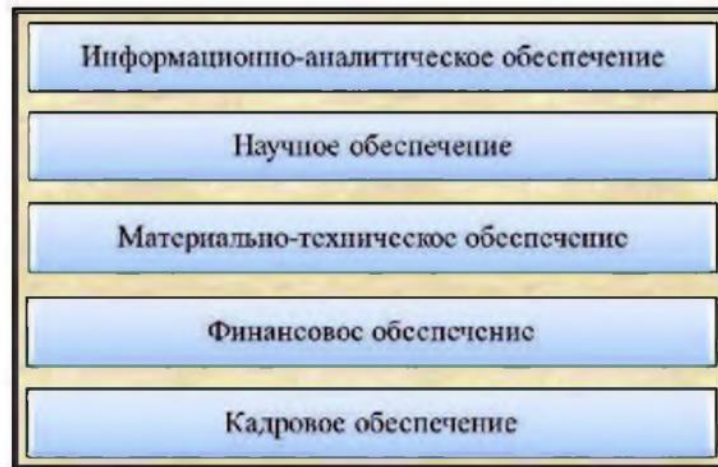 Информационно-аналитическое обеспечение
Научное обеспечение
Материально-техническое обеспечение
Финансовое обеспечение
Кадровое обеспечение